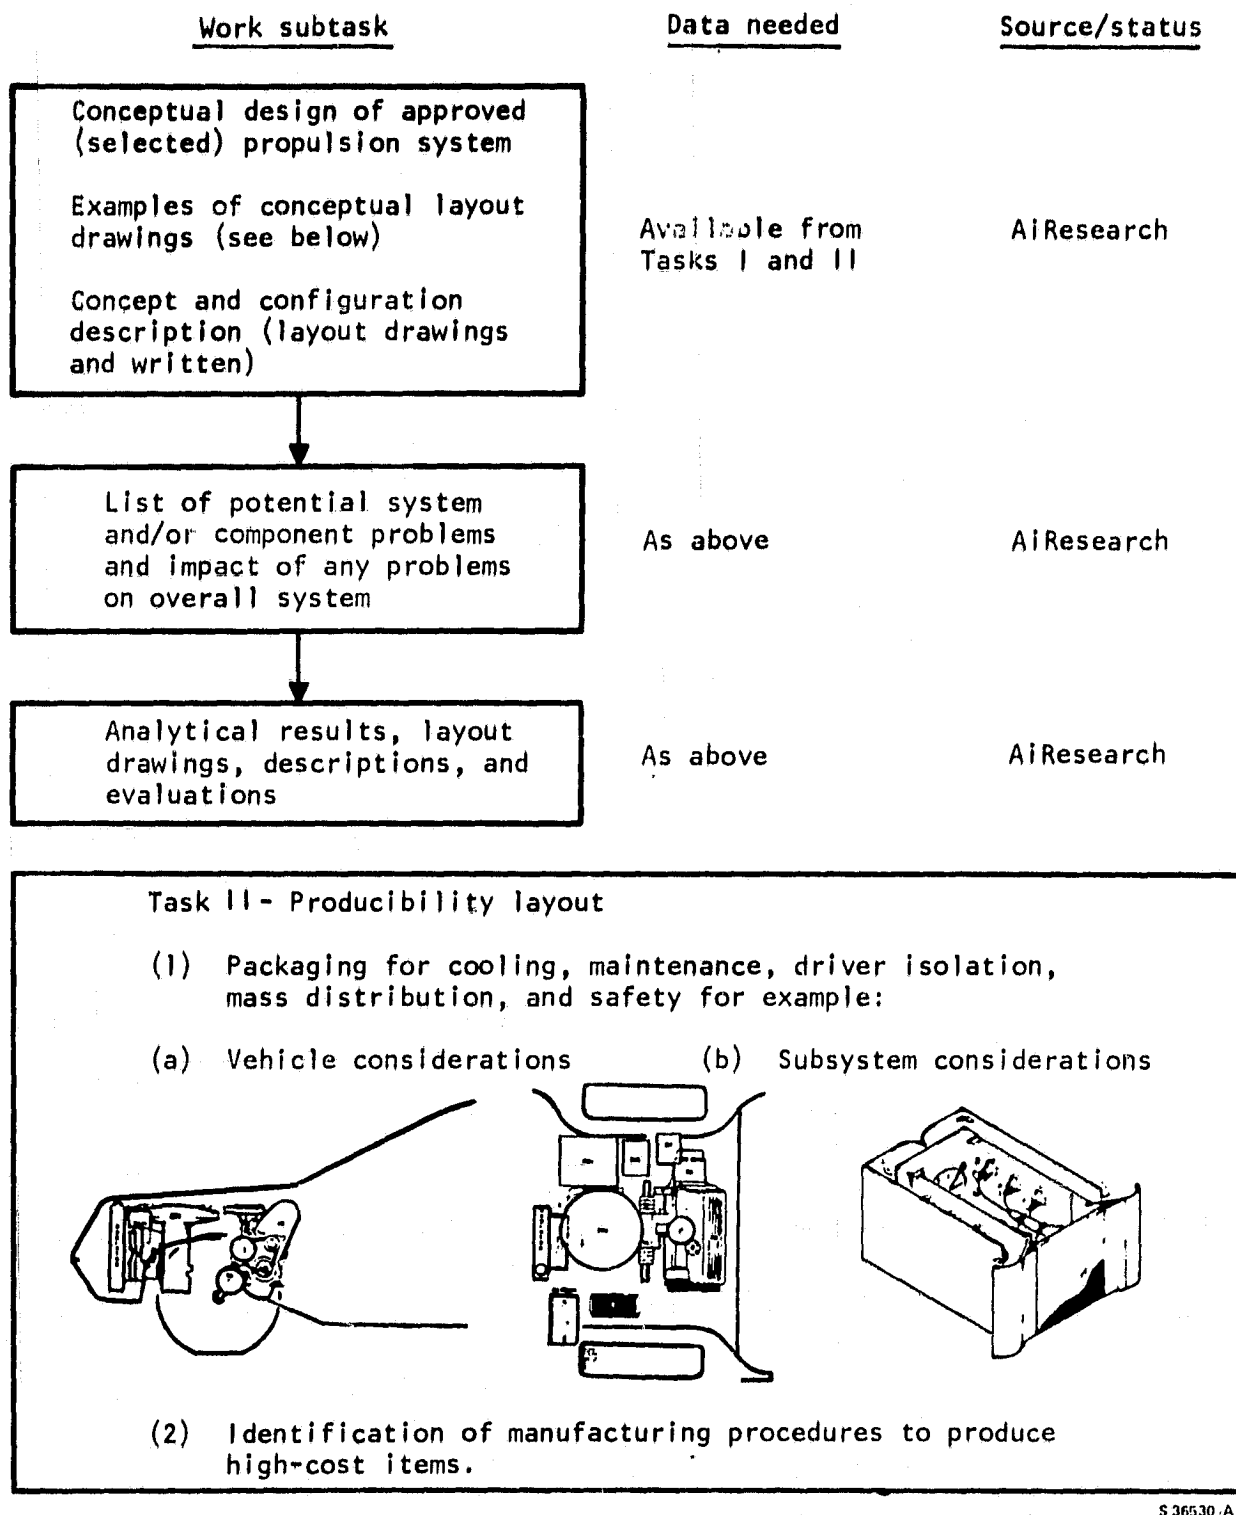 Work subtask
Data needed
Source/status
Conceptual design of approved
(selected) propulsion system
Examples of conceptual layout
drawings (see below)
Concept and configuration
description (layout drawings
and written)
Available from
Tasks I and II
AiResearch
List of potential system
and/or component problems
and impact of any problems
on overall system
As above
AiResearch
Analytical results, layout
drawings, descriptions, and
evaluations
As above
AiResearch
Task II - Producibility layout
(1) Packaging for cooling, maintenance, driver isolation,
mass distribution, and safety for example:
(a) Vehicle considerations
(b) Subsystem considerations
(2) Identification of manufacturing procedures to produce
high-cost items.
S 36530-A